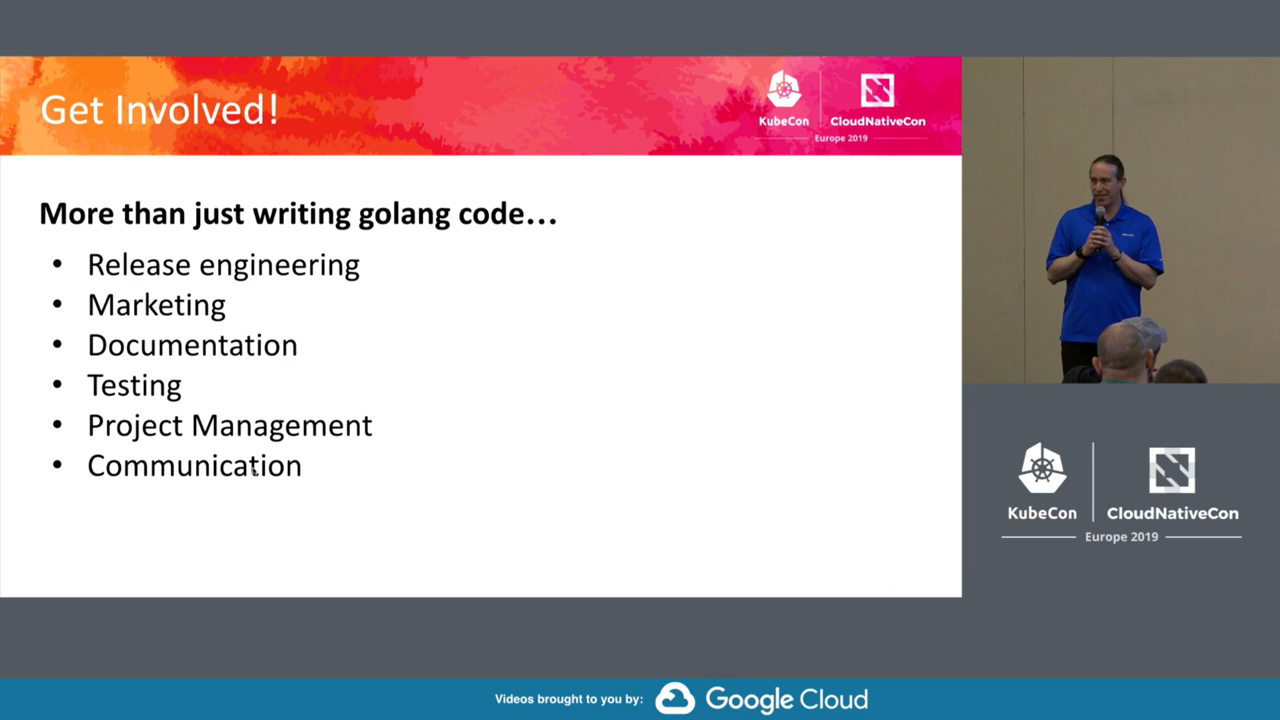 Get Involved!
KubeCon
CloudNativeCon
Europe 2019
More than just writing golang code...
• Release engineering
• Marketing
• Documentation
• Testing
• Project Management
• Communication
KubeCon
CloudNativeCon
Europe 2019
Videos brought to you by:
Google Cloud